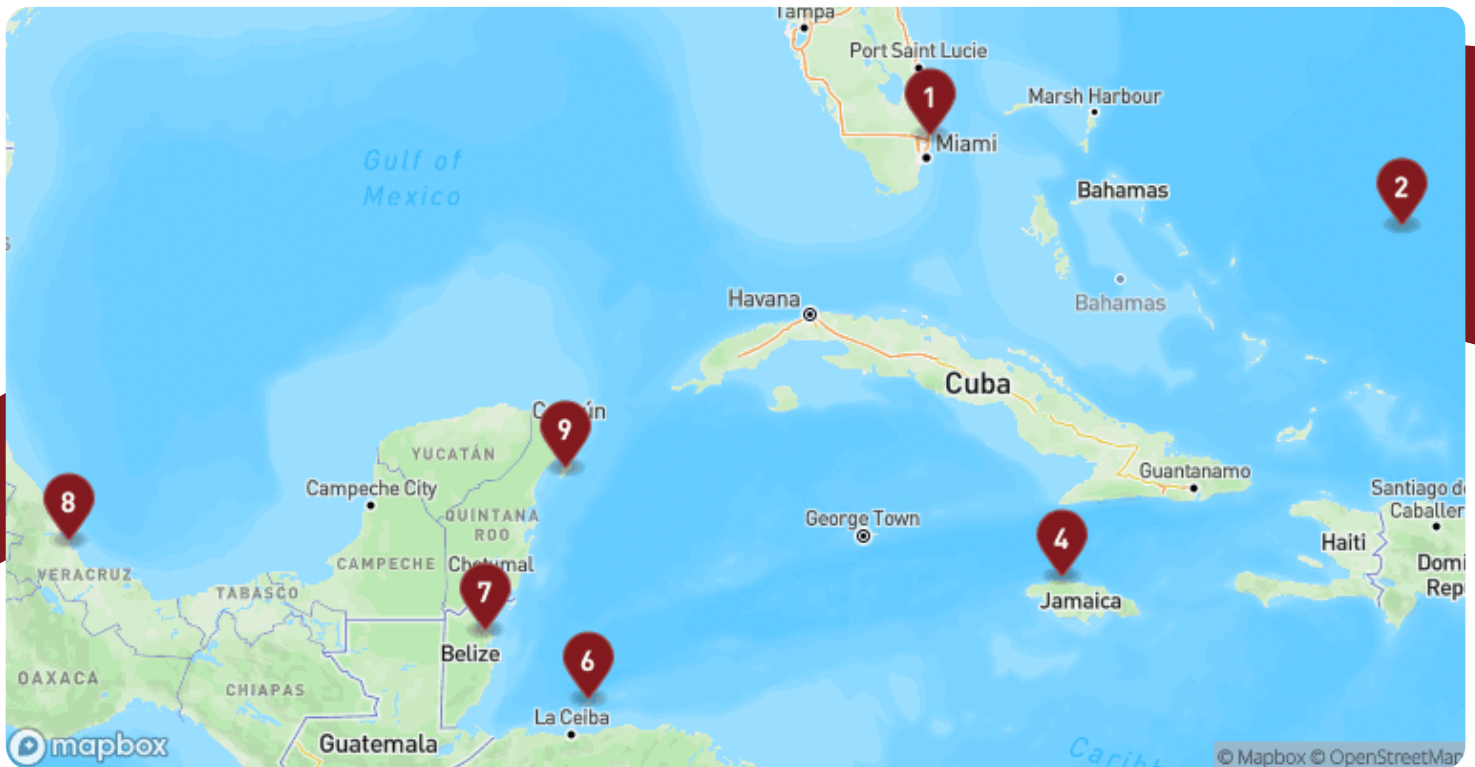 Tampa
Port Saint Lucie
1
Marsh Harbour
Miami
Gulf of
Mexico
2
Bahamas
Havana
Bahamas
Cuba
9
YUCATÁN
Guantanamo
8
Campeche City
Santiago d
Caballer
QUINTANA
ROO
George Town
4
Haiti
CAMPECHE
Chetumal
VERACRUZ
TABASCO
7
Domi
Rep
Jamaica
Belize
6
OAXACA
CHIAPAS
La Ceiba
Guatemala
mapbox
Caribb
© Mapbox © OpenStreetMap